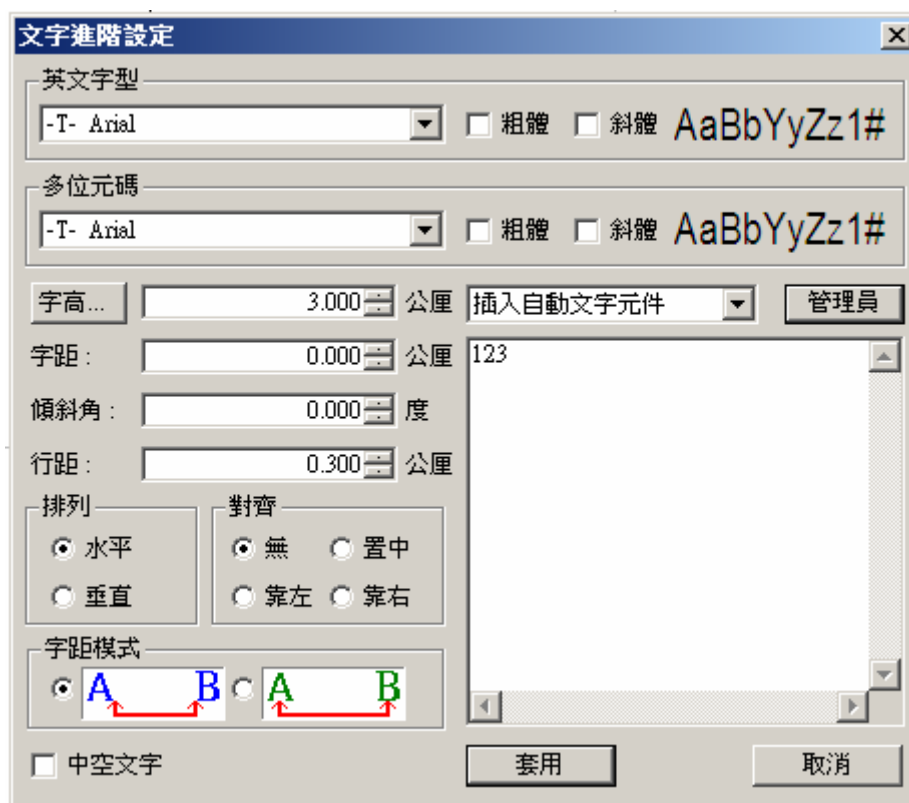 文字進階設定
英文字型
-T- Arial
粗體
斜體
AaBbYyZz1#
多位元碼
-T- Arial
粗體
斜體
AaBbYyZz1#
字高...
3.000
公厘
插入自動文字元件
管理員
字距 :
0.000
公厘
123
傾斜角 :
0.000
度
行距 :
0.300
公厘
排列
水平
垂直
對齊
無
置中
靠左
靠右
字距模式
A B
A B
中空文字
套用
取消